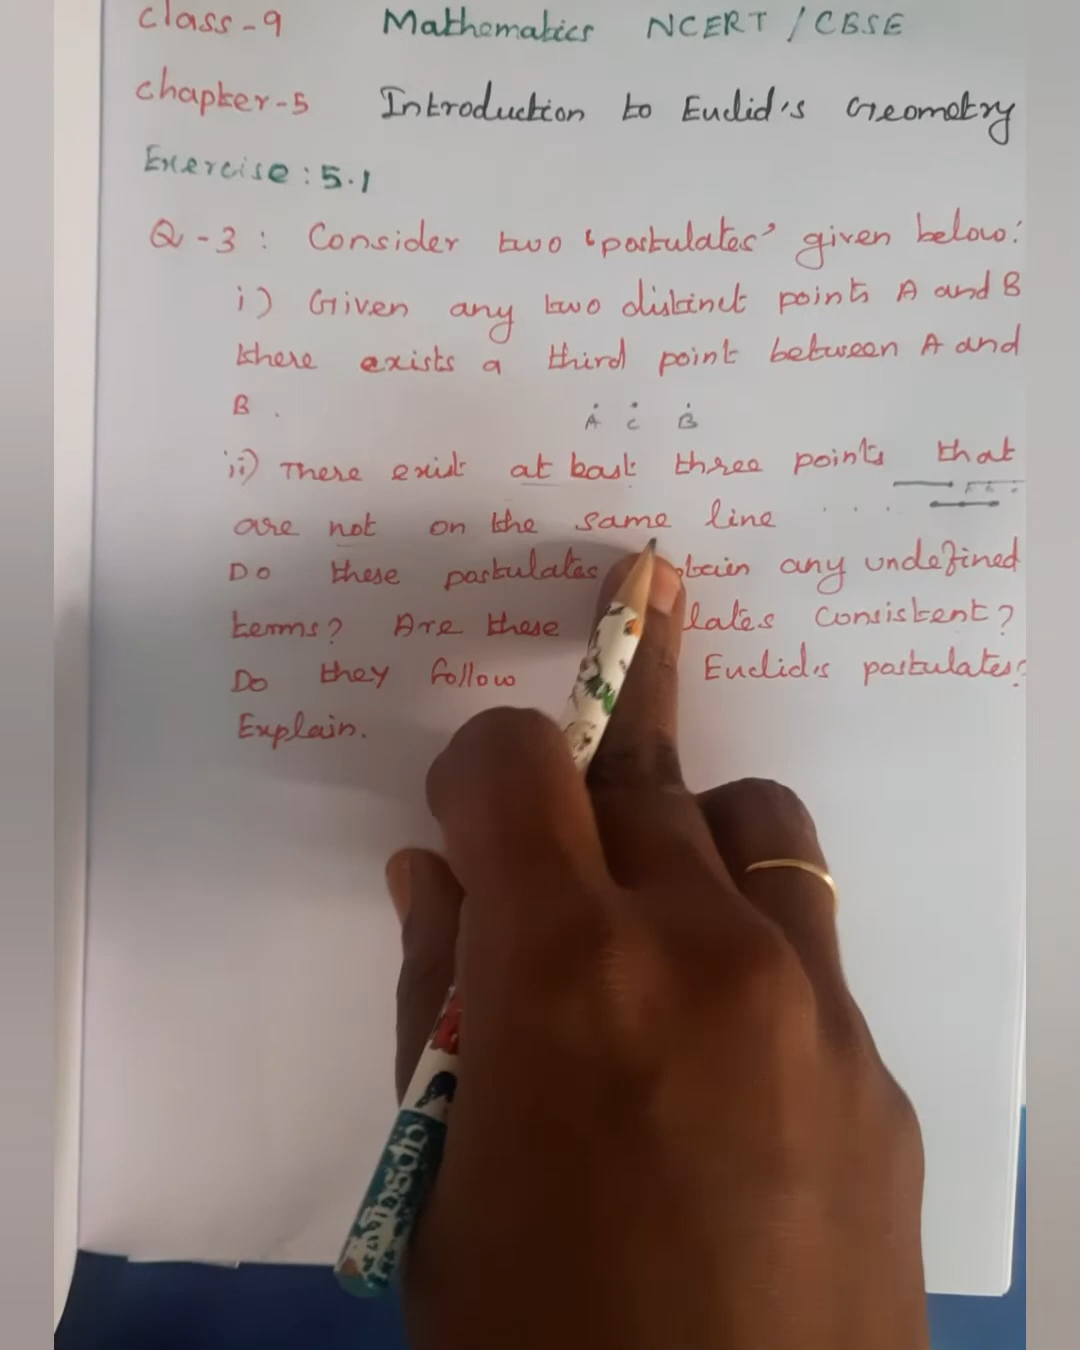 class-9 Mathematics NCERT / CBSE
chapter-5 Introduction to Euclid's Geometry
Exercise: 5.1
Q-3: Consider two 'postulates' given below:
i) Given any two distinct points A and B
there exists a third point between A and
B.
A C B
ii) There exist at least three points that
are not on the same line
Do these postulates any undefined
terms? Are these consistent?
Do they follow Euclid's postulates?
Explain.
apsara